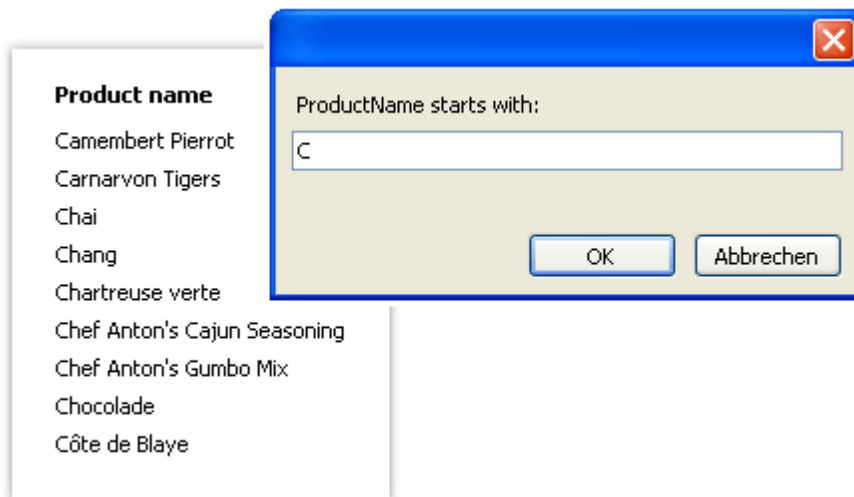 Product name
Camembert Pierrot
Carnarvon Tigers
Chai
Chang
Chartreuse verte
Chef Anton's Cajun Seasoning
Chef Anton's Gumbo Mix
Chocolade
Côte de Blaye
ProductName starts with:
C
OK
Abbrechen